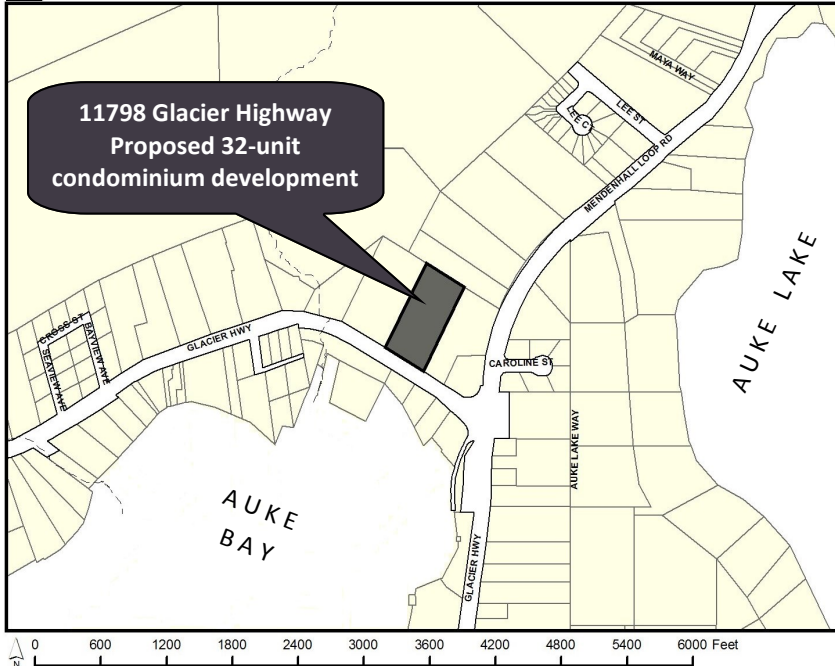 11798 Glacier Highway
Proposed 32-unit
condominium development
MAYA WAY
LEE ST
LEE CT
MENDENHALL LOOP RD
CROSS ST
BAYVIEW AVE
SEAVIEW AVE
GLACIER HWY
CAROLINE ST
AUKE LAKE
AUKE LAKE WAY
AUKE
BAY
GLACIER HWY
N
0 600 1200 1800 2400 3000 3600 4200 4800 5400 6000 Feet